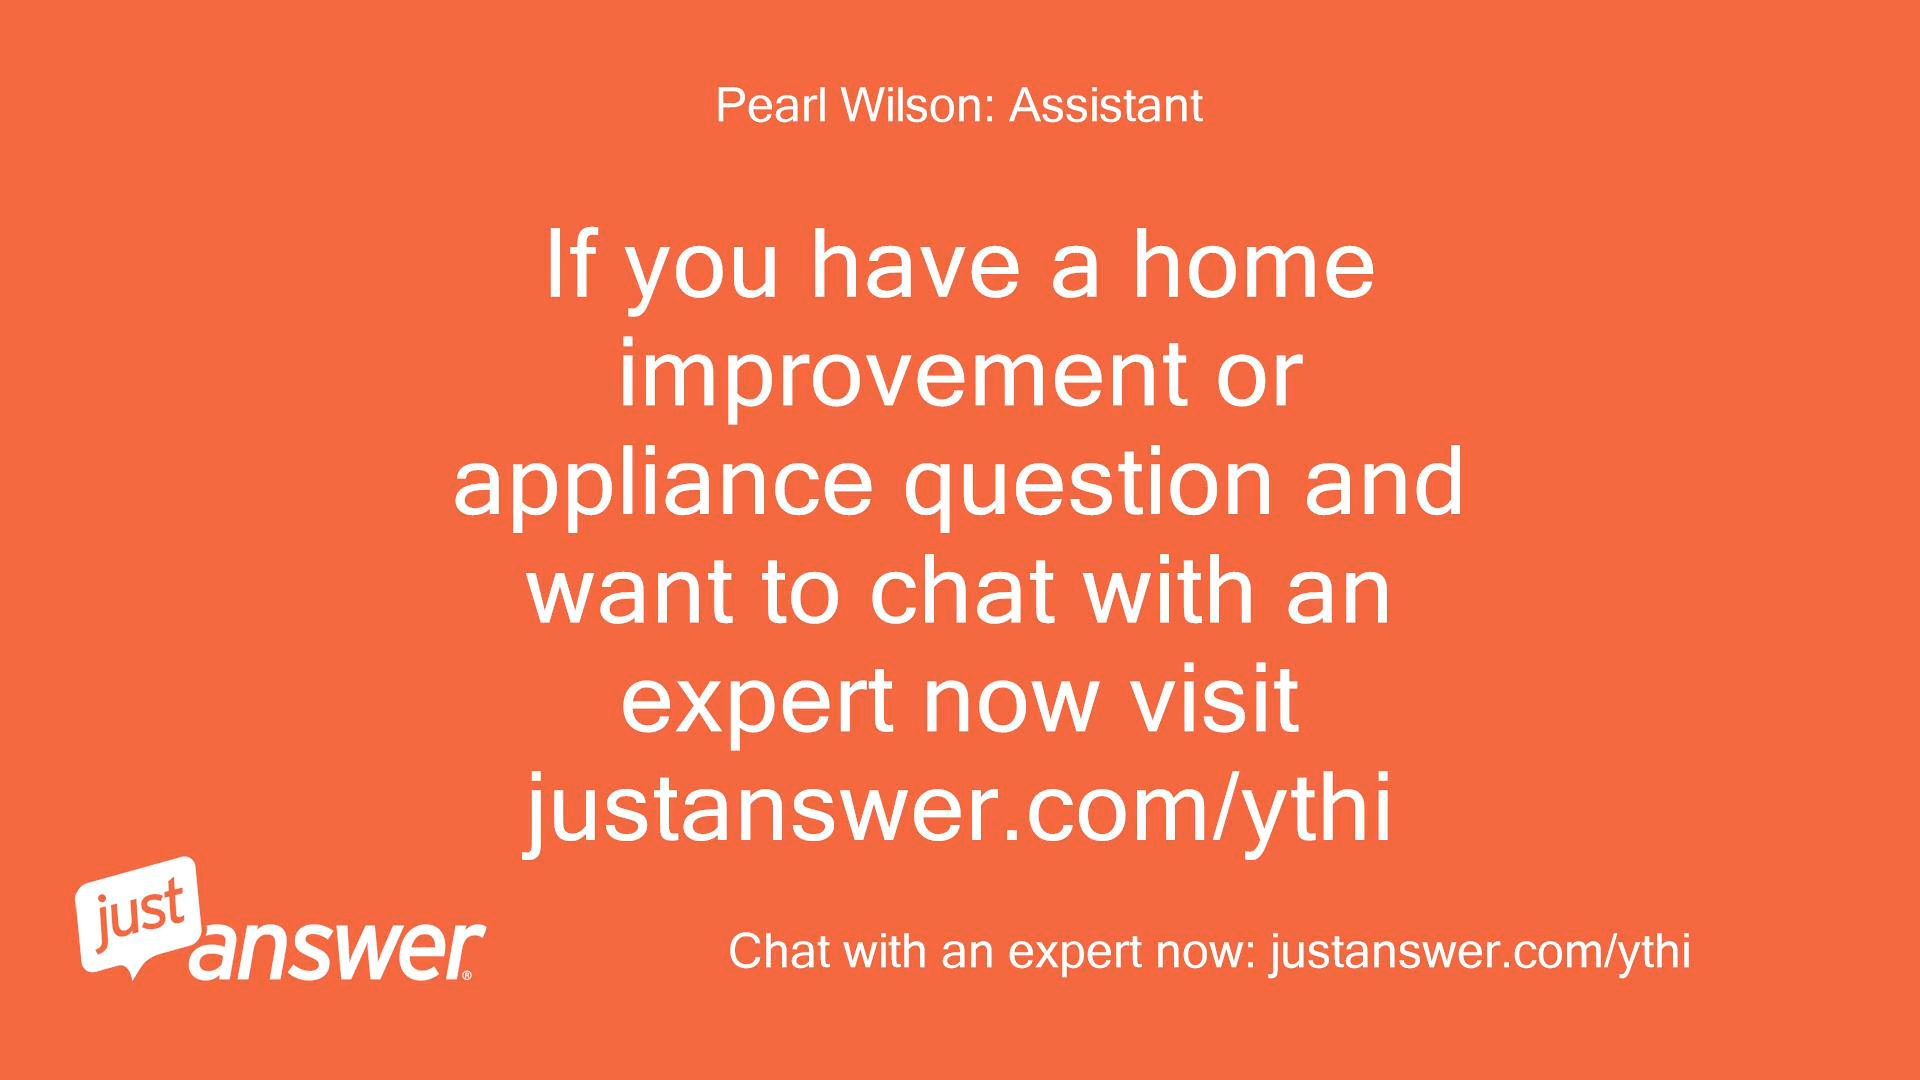 Pearl Wilson: Assistant
If you have a home
improvement or
appliance question and
want to chat with an
expert now visit
justanswer.com/ythi
just
answer®
Chat with an expert now: justanswer.com/ythi